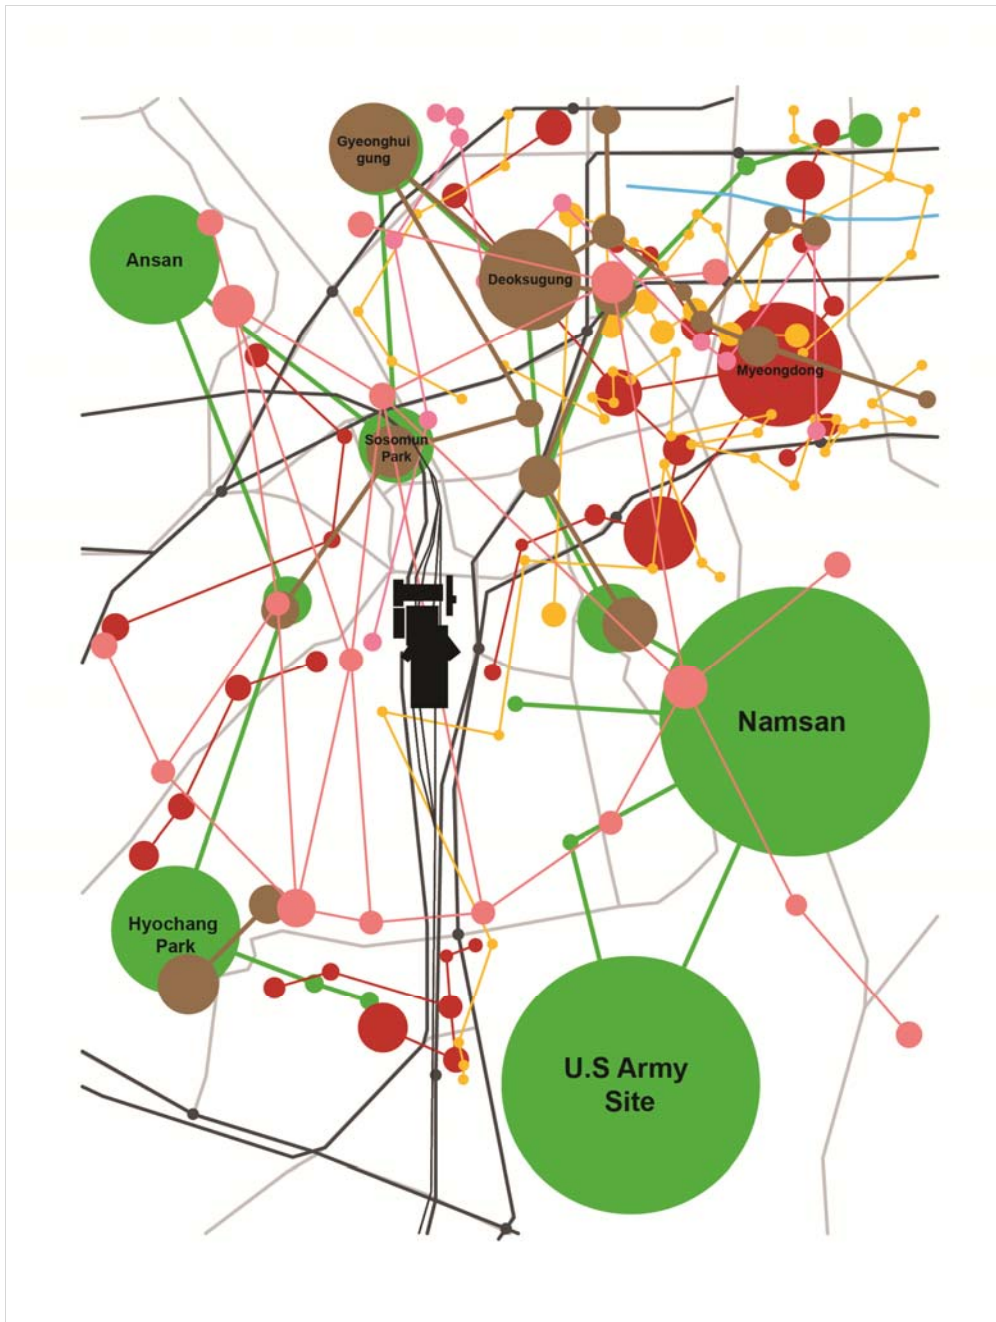 Gyeonghui
gung
Ansan
Deoksugung
Myeongdong
Sosomun
Park
Namsan
Hyochang
Park
U.S Army
Site